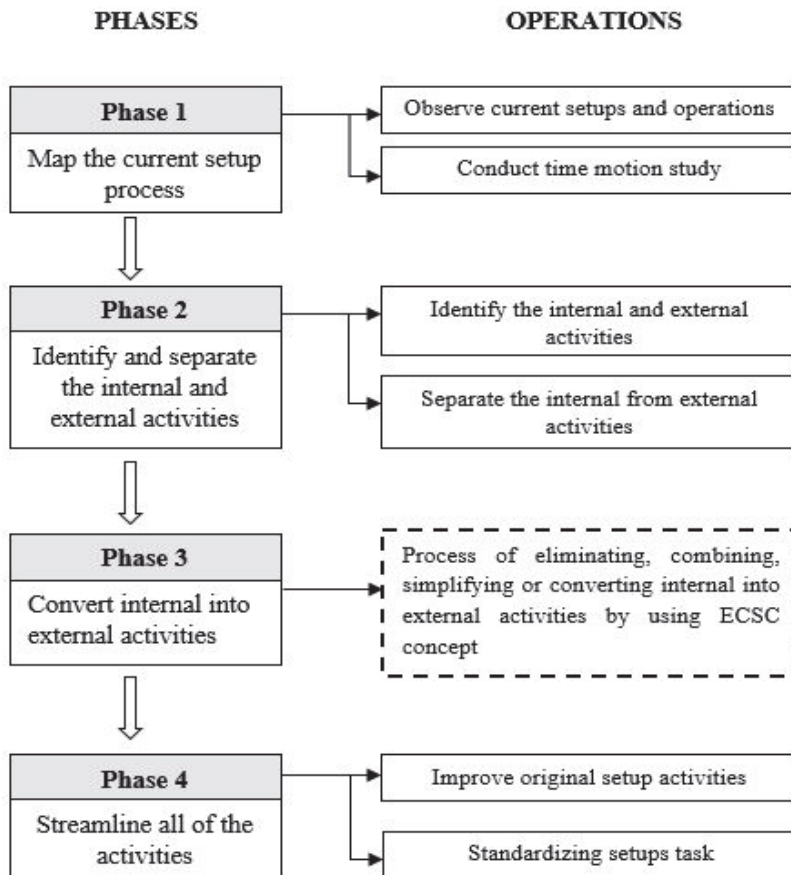 PHASES
OPERATIONS
Phase 1
Map the current setup
process
Observe current setups and operations
Conduct time motion study
Phase 2
Identify and separate
the internal and
external activities
Identify the internal and external
activities
Separate the internal from external
activities
Phase 3
Convert internal into
external activities
Process of eliminating, combining,
simplifying or converting internal into
external activities by using ECSC
concept
Phase 4
Streamline all of the
activities
Improve original setup activities
Standardizing setups task